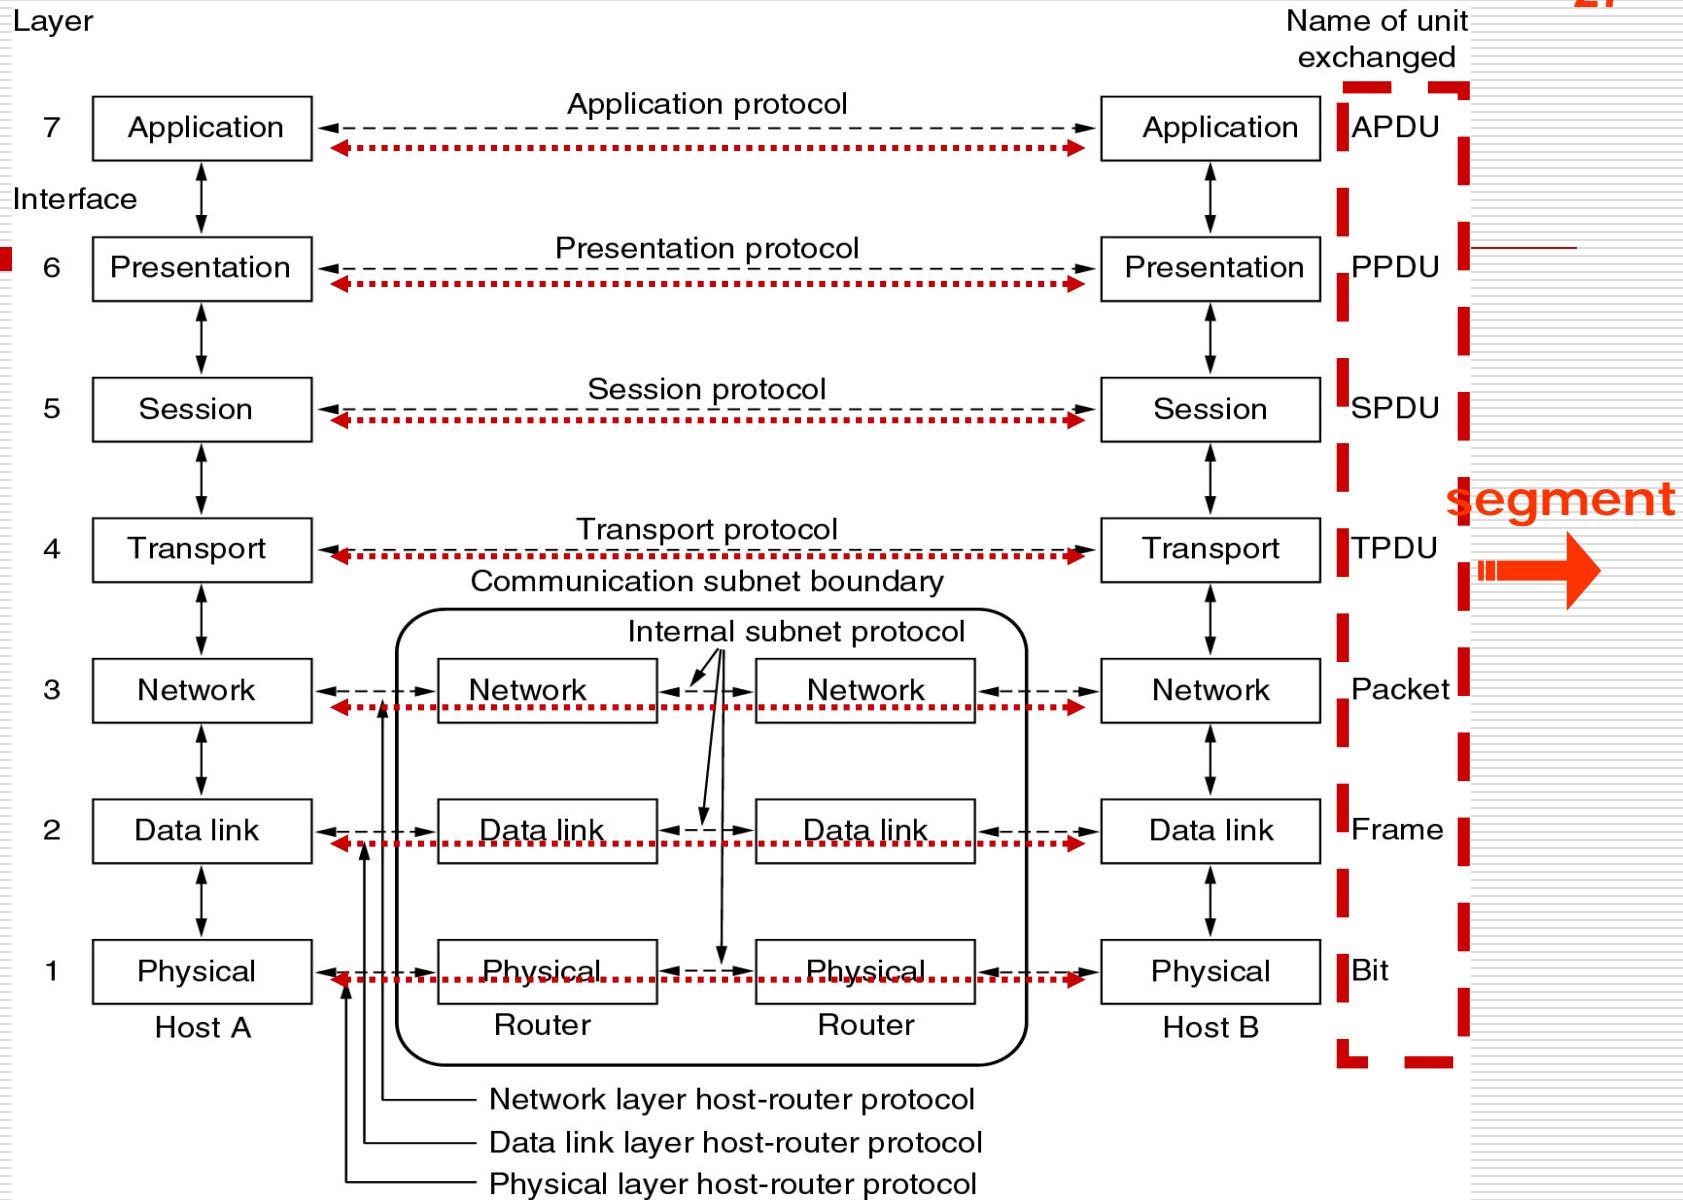 Layer
Name of unit
exchanged
7
Application
Application protocol
Application
APDU
Interface
6
Presentation
Presentation protocol
Presentation
PPDU
5
Session
Session protocol
Session
SPDU
segment
4
Transport
Transport protocol
Transport
TPDU
Communication subnet boundary
Internal subnet protocol
3
Network
Network
Network
Network
Packet
2
Data link
Data link
Data link
Data link
Frame
1
Physical
Physical
Physical
Physical
Bit
Host A
Router
Router
Host B
Network layer host-router protocol
Data link layer host-router protocol
Physical layer host-router protocol